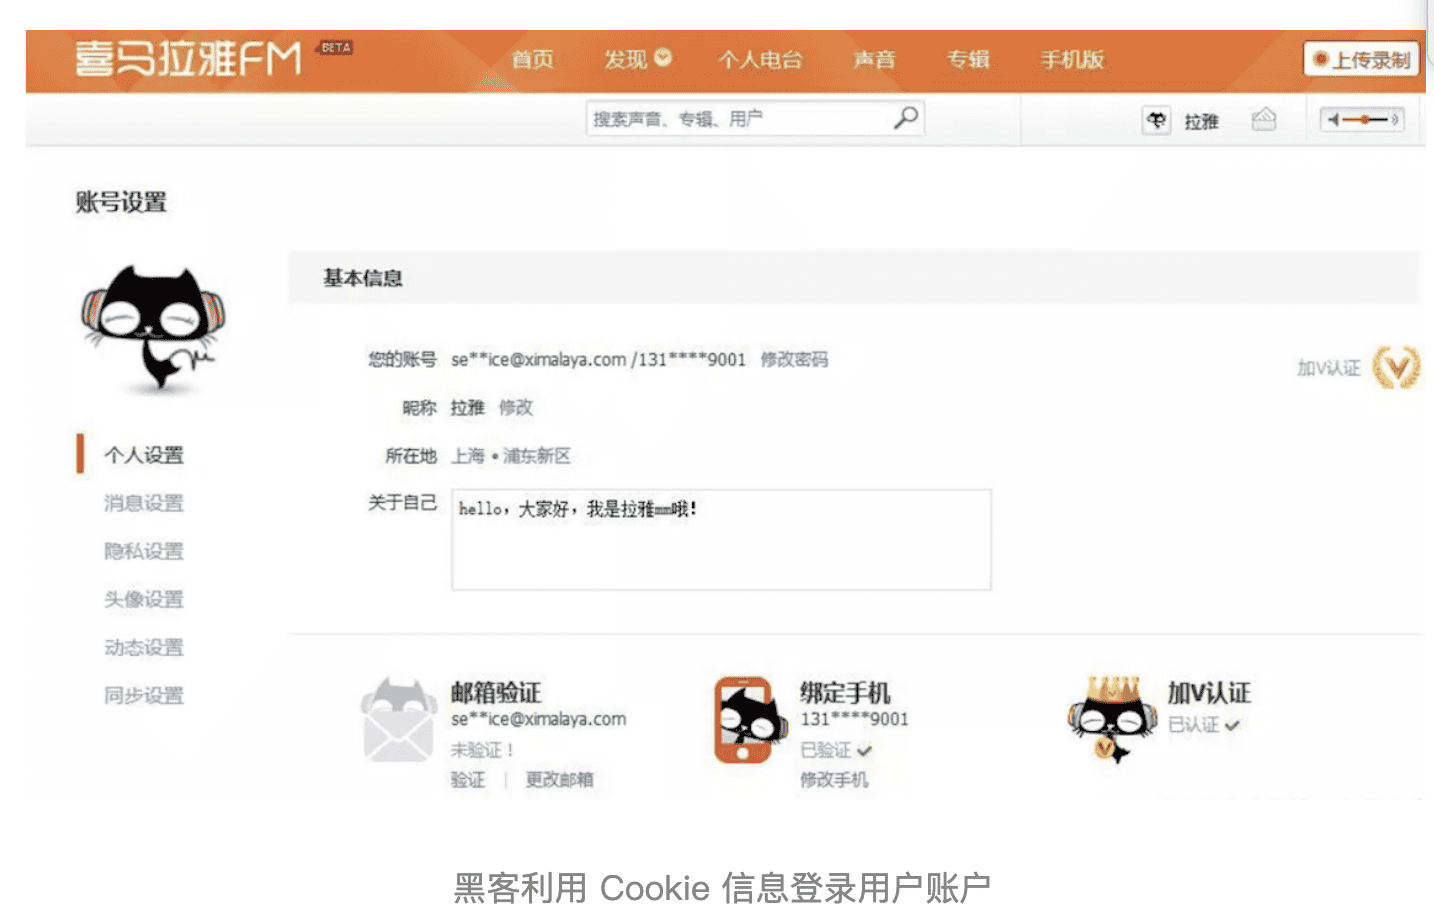 喜马拉雅FM BETA 首页 发现 个人电台 声音 专辑 手机版 上传录制
搜索声音、专辑、用户 拉雅
账号设置
基本信息
您的账号 se**ice@ximalaya.com /131****9001 修改密码
加V认证
昵称 拉雅 修改
所在地 上海 • 浦东新区
关于自己 hello，大家好，我是拉雅mm哦!
个人设置
消息设置
隐私设置
头像设置
动态设置
同步设置
邮箱验证
se**ice@ximalaya.com
未验证！
验证 | 更改邮箱
绑定手机
131****9001
已验证
修改手机
加V认证
已认证
黑客利用 Cookie 信息登录用户账户